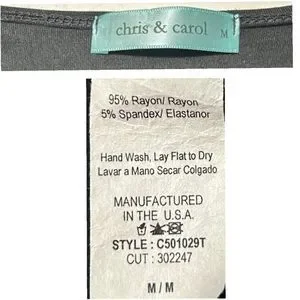 chris & carol M
95% Rayon/ Rayon
5% Spandex/ Elastanor
Hand Wash, Lay Flat to Dry
Lavar a Mano Secar Colgado
MANUFACTURED
IN THE U.S.A.
STYLE : C501029T
CUT : 302247
M / M